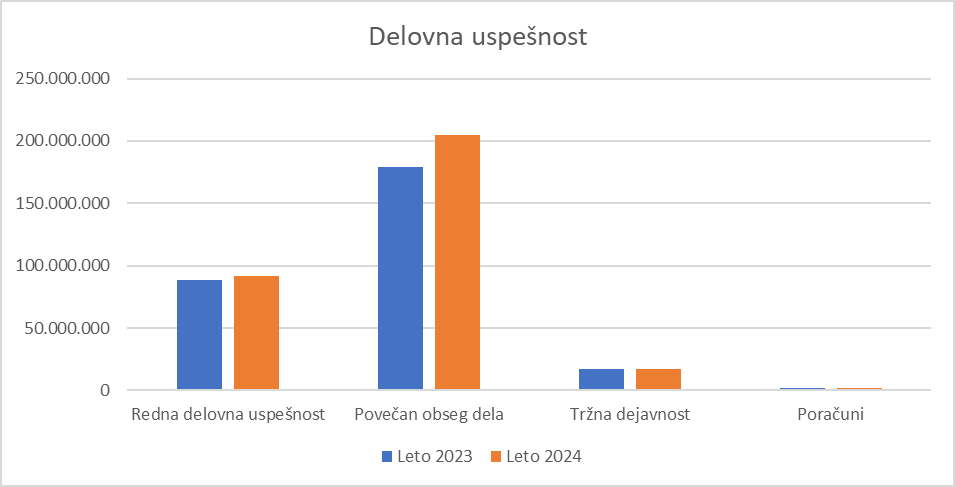 Delovna uspešnost
250.000.000
200.000.000
150.000.000
100.000.000
50.000.000
0
Redna delovna uspešnost
Povečan obseg dela
Tržna dejavnost
Poračuni
Leto 2023
Leto 2024